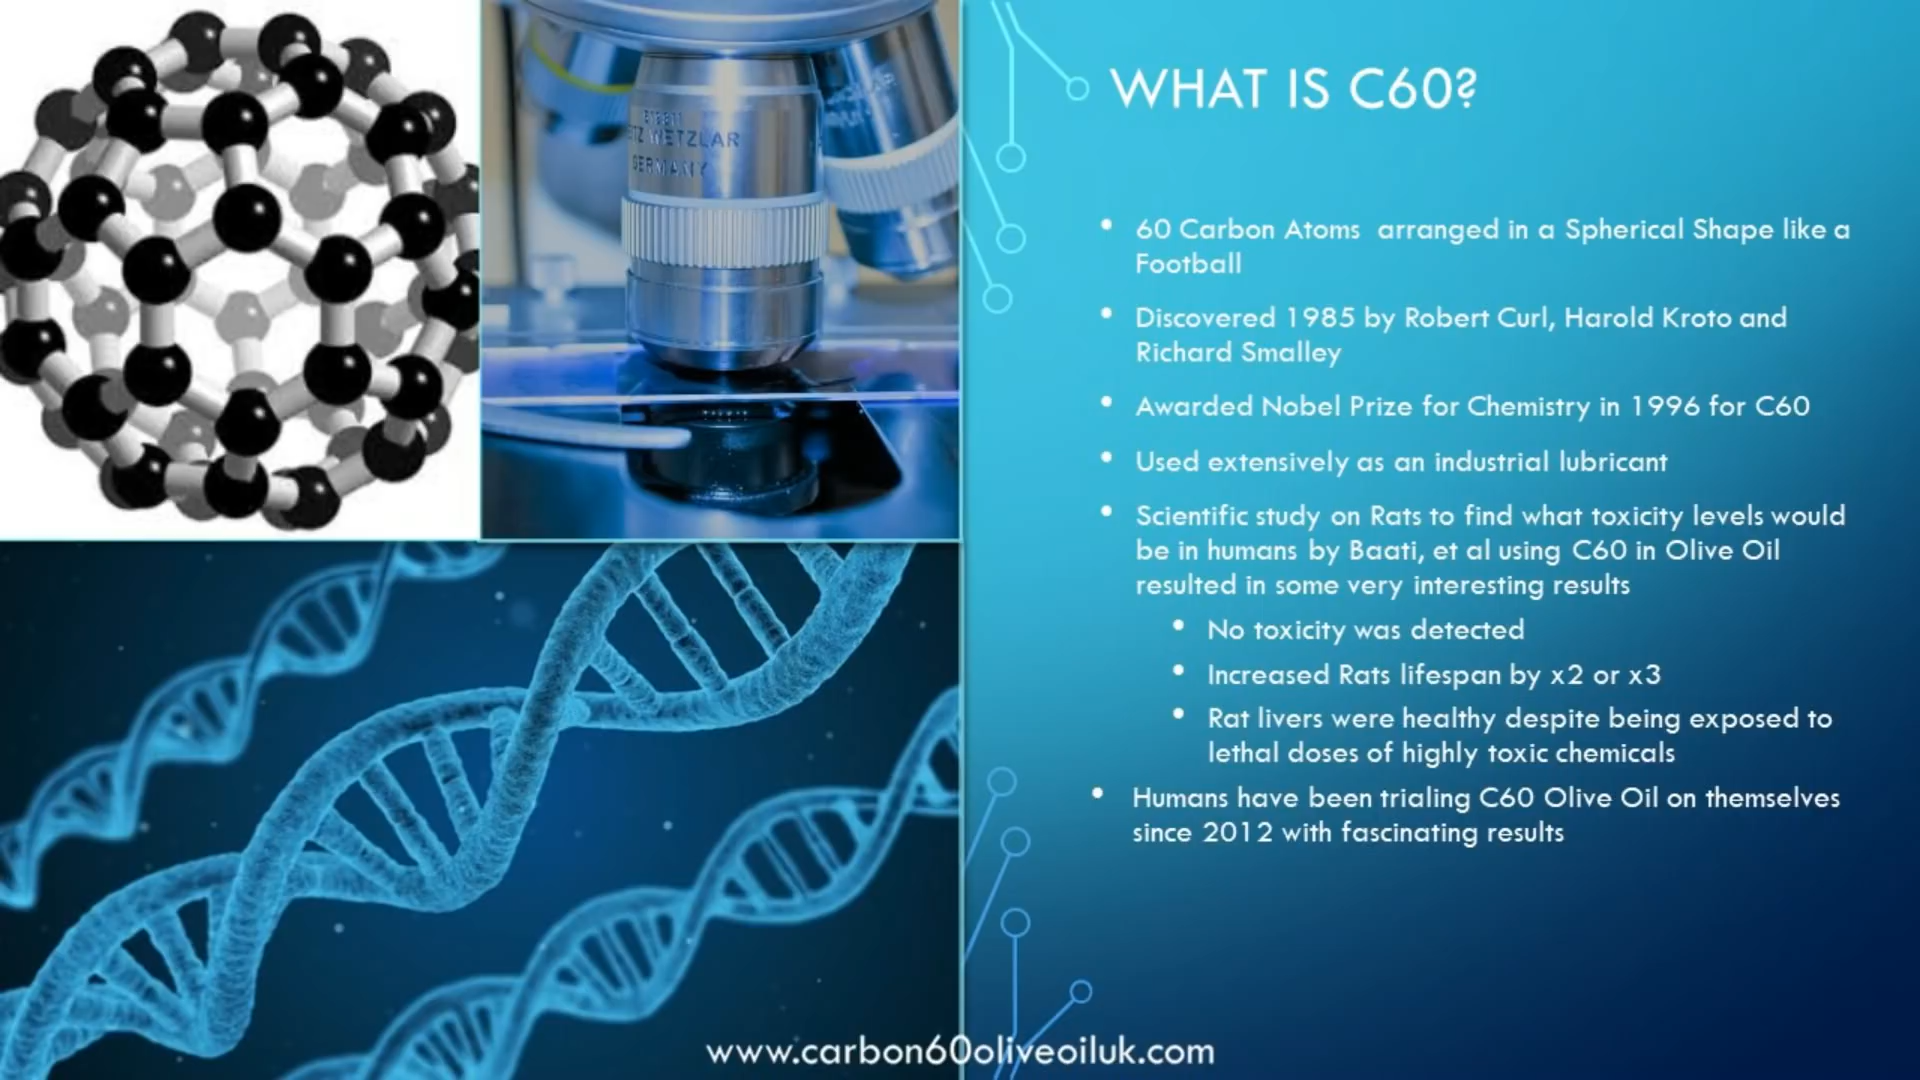 WHAT IS C60?
60 Carbon Atoms arranged in a Spherical Shape like a
Football
Discovered 1985 by Robert Curl, Harold Kroto and
Richard Smalley
Awarded Nobel Prize for Chemistry in 1996 for C60
Used extensively as an industrial lubricant
Scientific study on Rats to find what toxicity levels would
be in humans by Baati, et al using C60 in Olive Oil
resulted in some very interesting results
No toxicity was detected
Increased Rats lifespan by x2 or x3
Rat livers were healthy despite being exposed to
lethal doses of highly toxic chemicals
Humans have been trialing C60 Olive Oil on themselves
since 2012 with fascinating results
www.carbon60oliveoiluk.com
WETZLAR
GERMANY